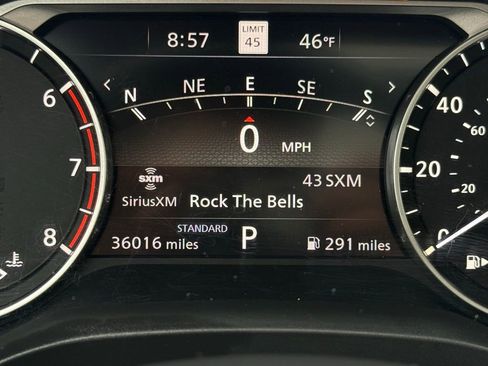 8:57 LIMIT 45 46°F
N NE E SE S
0 MPH
6
7
8
40
60
20
20
0
sxm
43 SXM
SiriusXM Rock The Bells
STANDARD
36016 miles P 291 miles